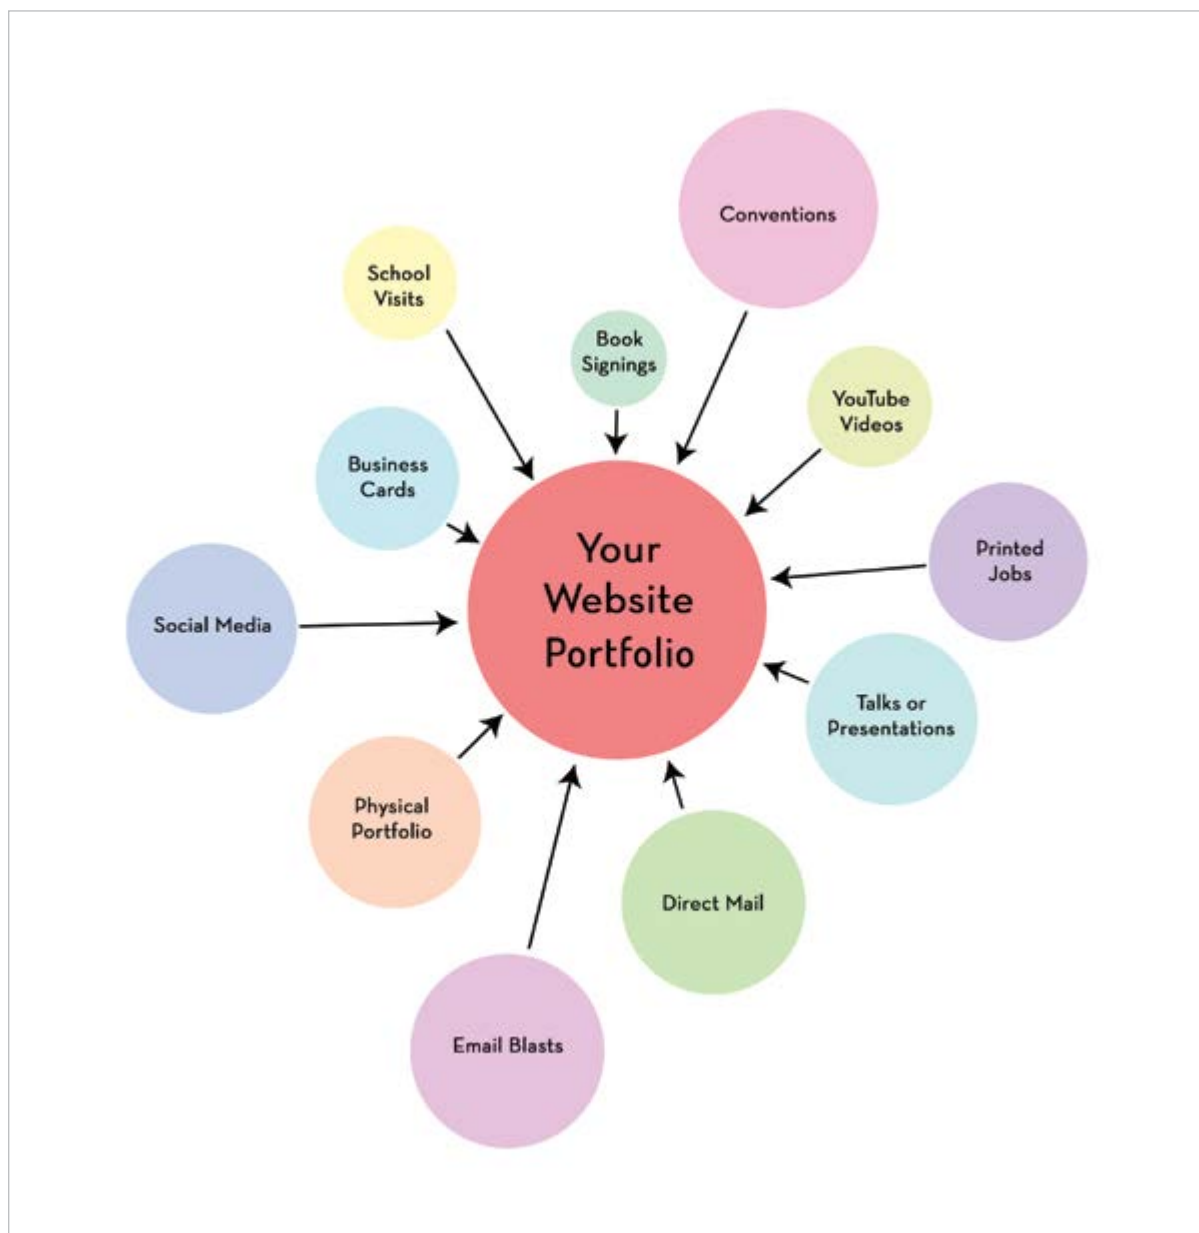 Conventions
School
Visits
Book
Signings
YouTube
Videos
Business
Cards
Your
Website
Portfolio
Printed
Jobs
Social Media
Talks or
Presentations
Physical
Portfolio
Direct Mail
Email Blasts